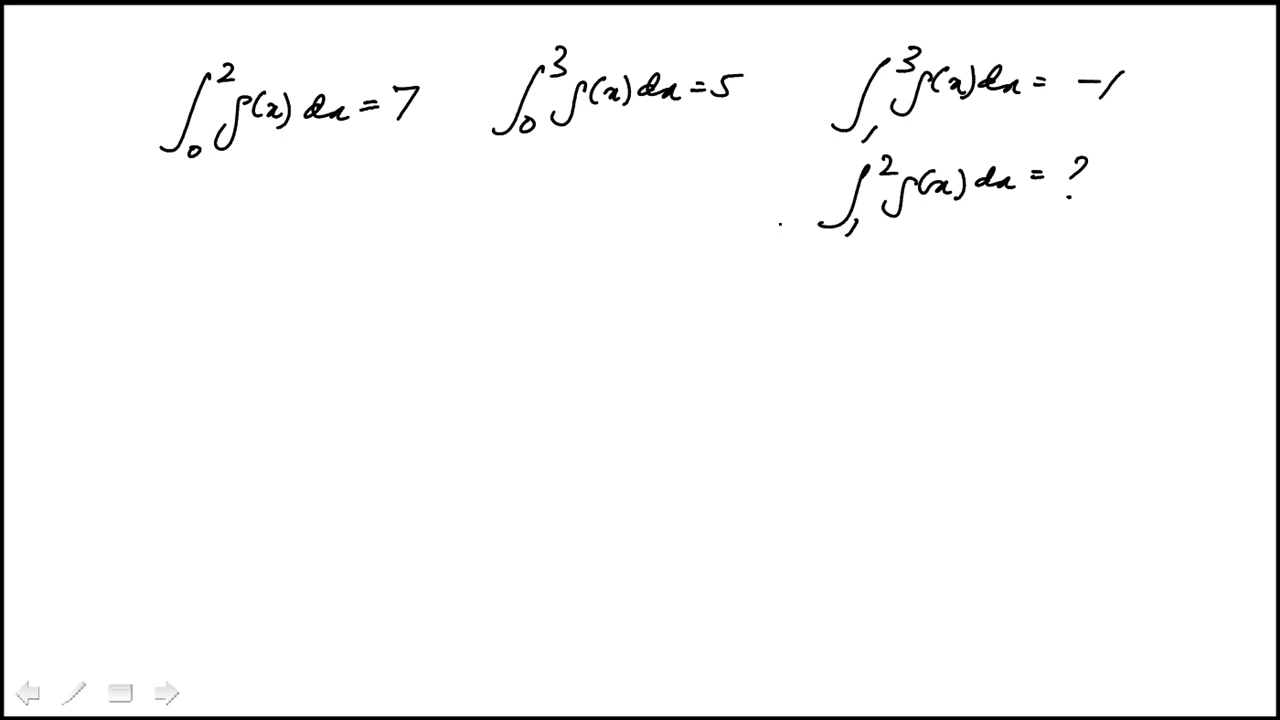 ∫₀² f(x) dx = 7    ∫₀³ f(x) dx = 5    ∫₁³ f(x) dx = -1
∫₁² f(x) dx = ?